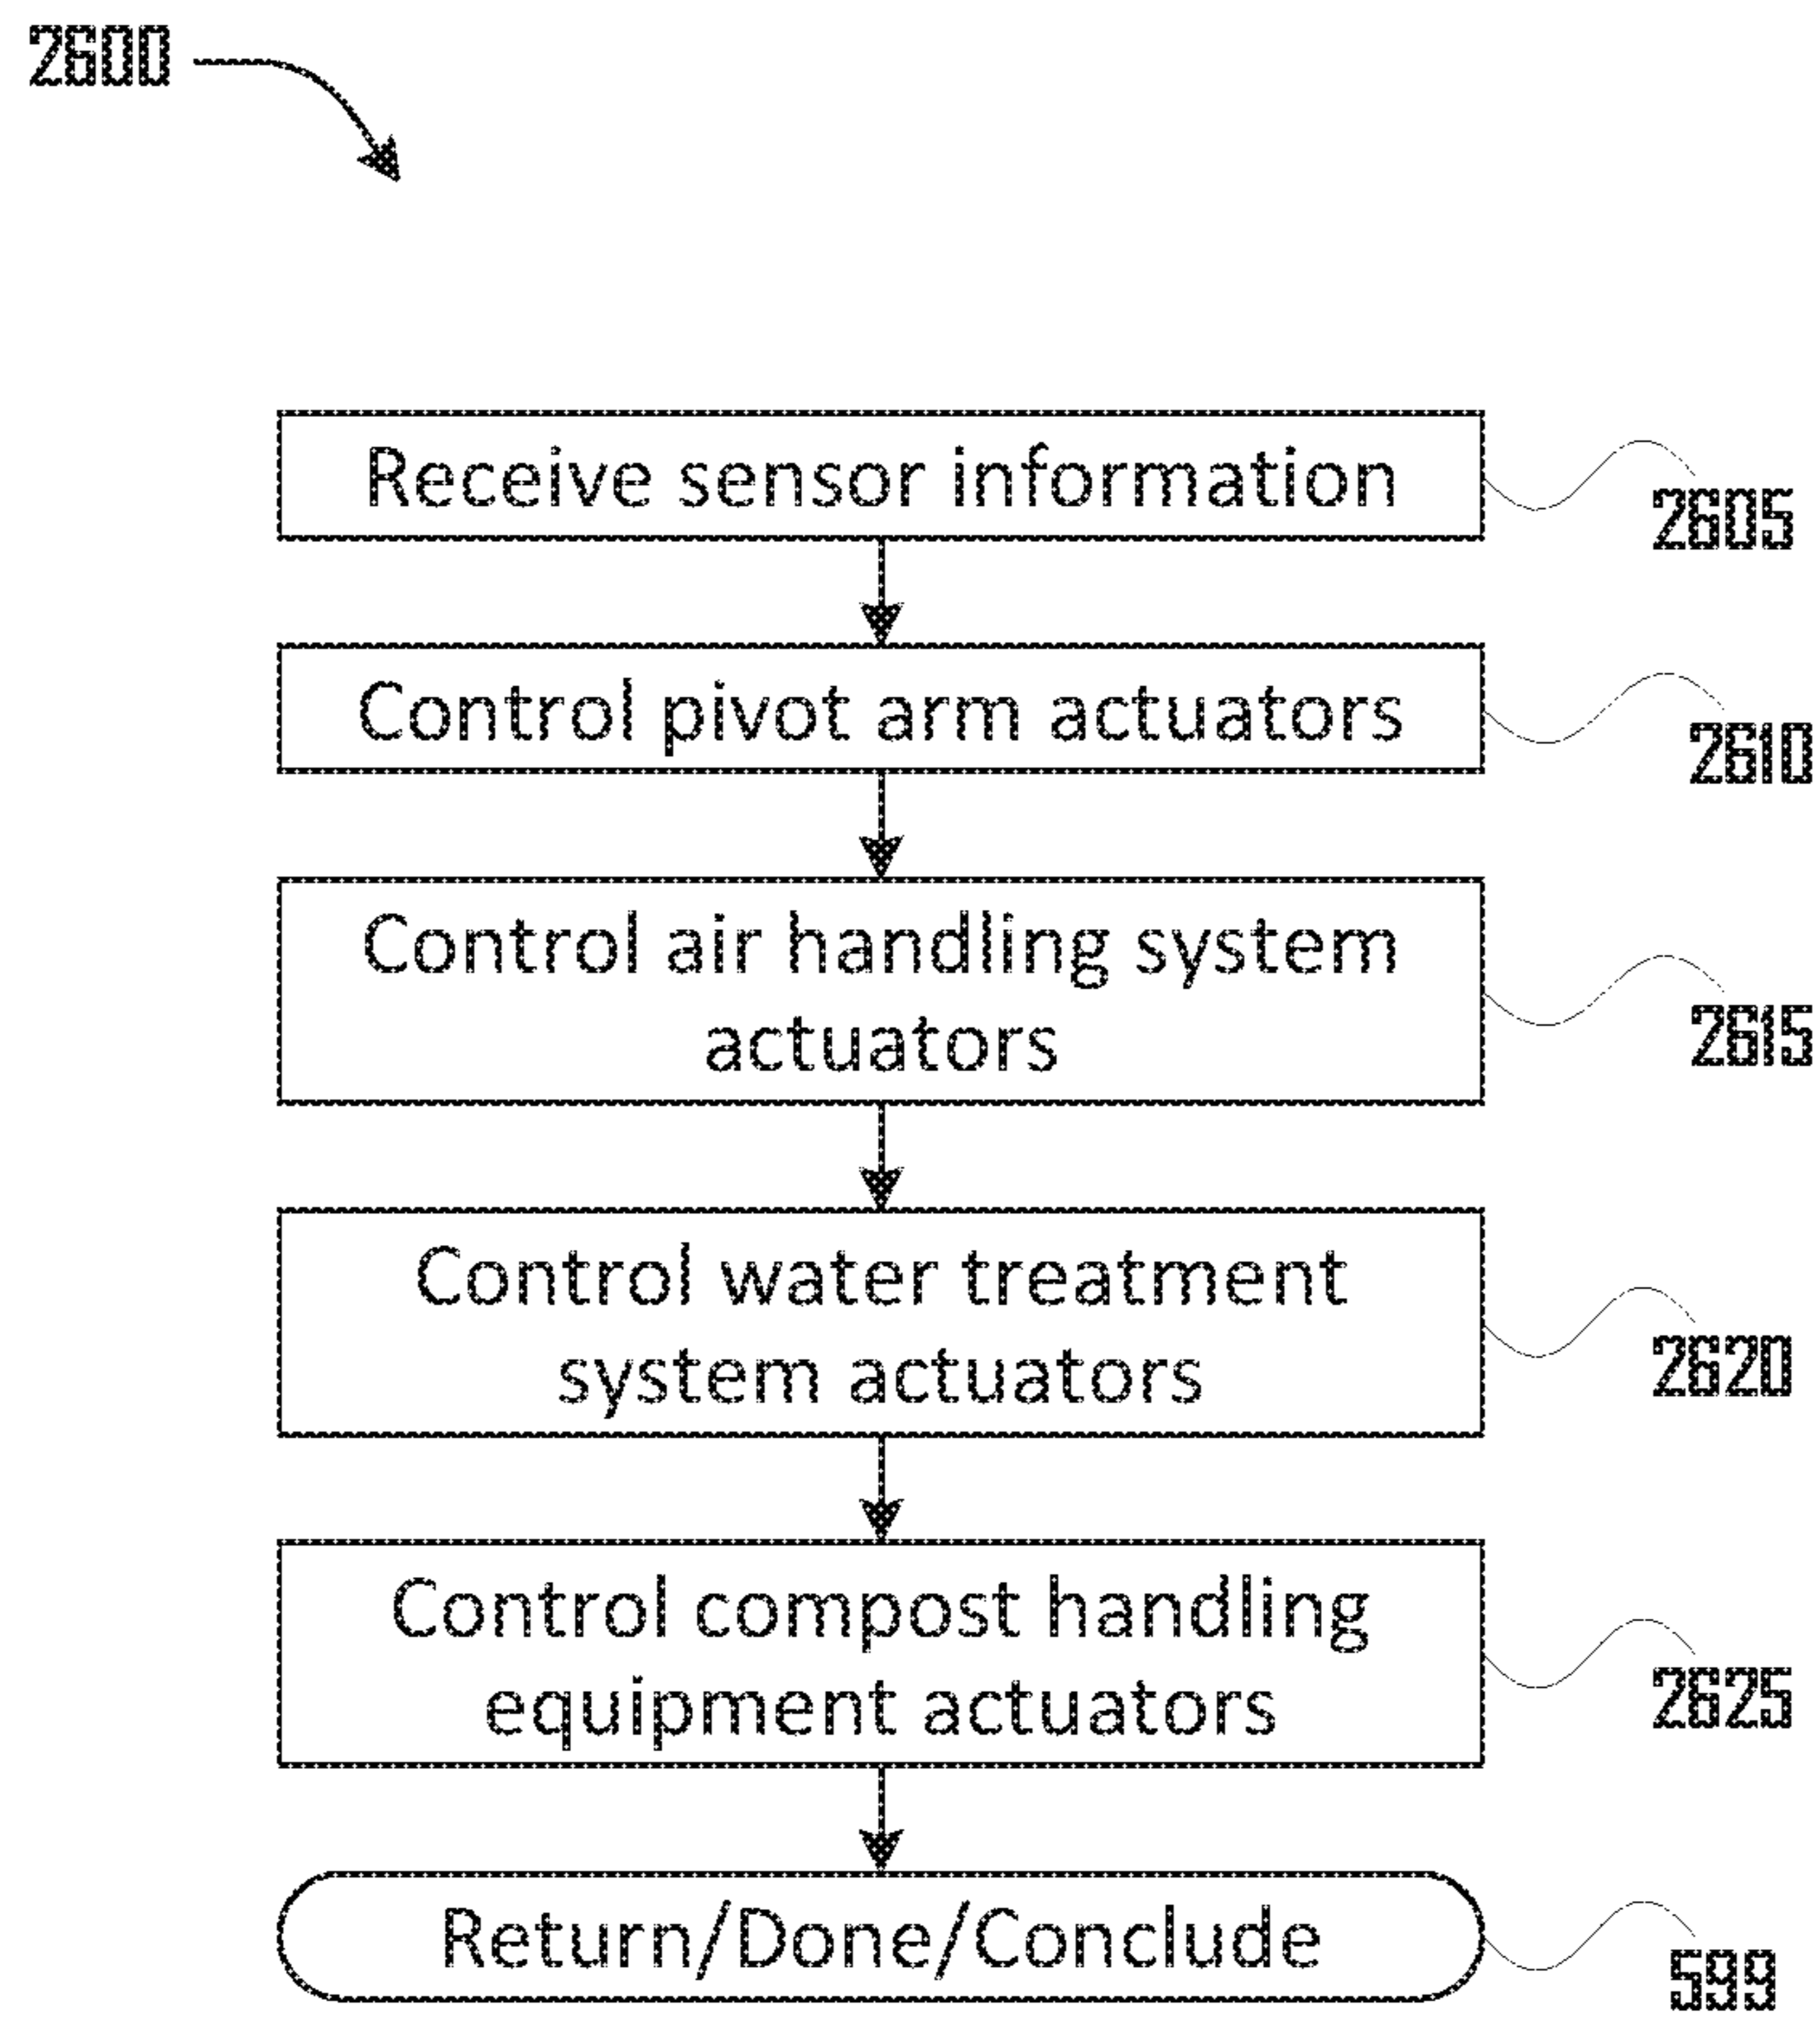 2600
Receive sensor information
2605
Control pivot arm actuators
2610
Control air handling system
actuators
2615
Control water treatment
system actuators
2620
Control compost handling
equipment actuators
2625
Return/Done/Conclude
599